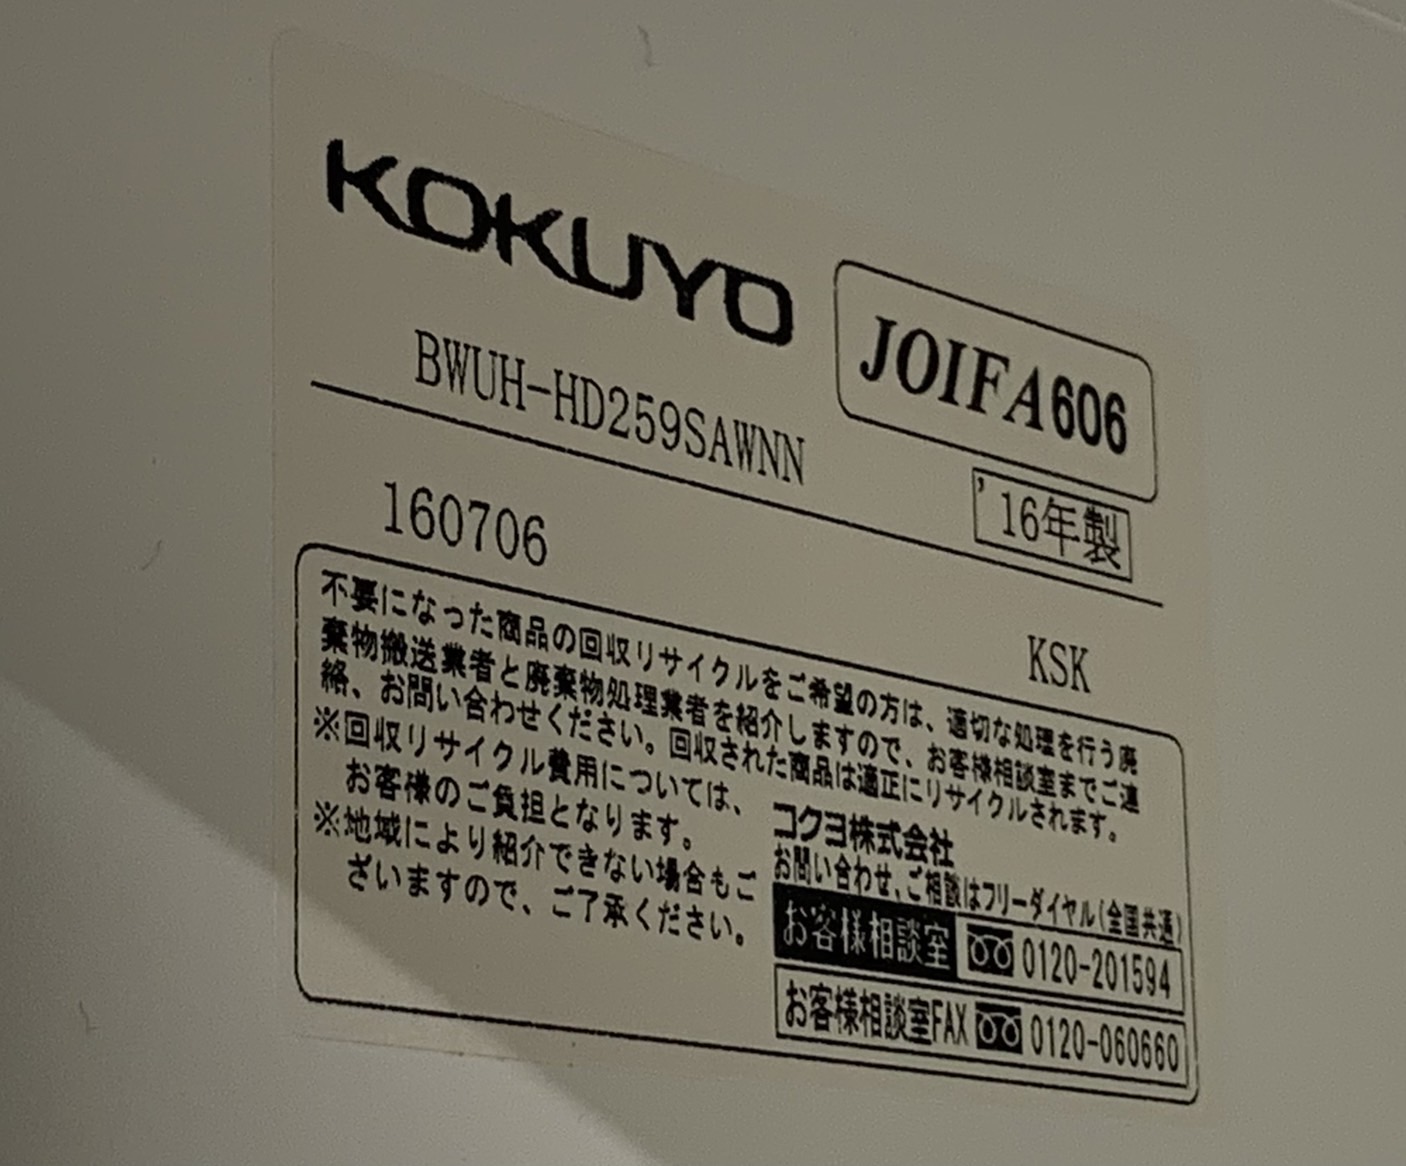 KOKUYO
JOIFA606
BWUH-HD259SAWNN
'16年製
160706
KSK
不要になった商品の回収リサイクルをご希望の方は、適切な処理を行う廃
棄物搬送業者と廃棄物処理業者を紹介しますので、お客様相談室までご連
絡、お問い合わせください。回収された商品は適正にリサイクルされます。
※回収リサイクル費用については、
お客様のご負担となります。
※地域により紹介できない場合もご
ざいますので、ご了承ください。
コクヨ株式会社
お問い合わせ、ご相談はフリーダイヤル(全国共通)
お客様相談室 0120-201594
お客様相談室FAX 0120-060660